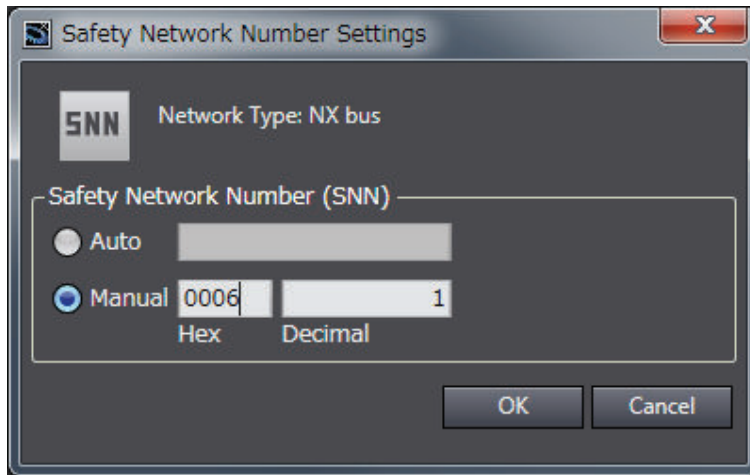 Safety Network Number Settings
SNN
Network Type: NX bus
Safety Network Number (SNN)
Auto
Manual 0006 1
Hex Decimal
OK Cancel